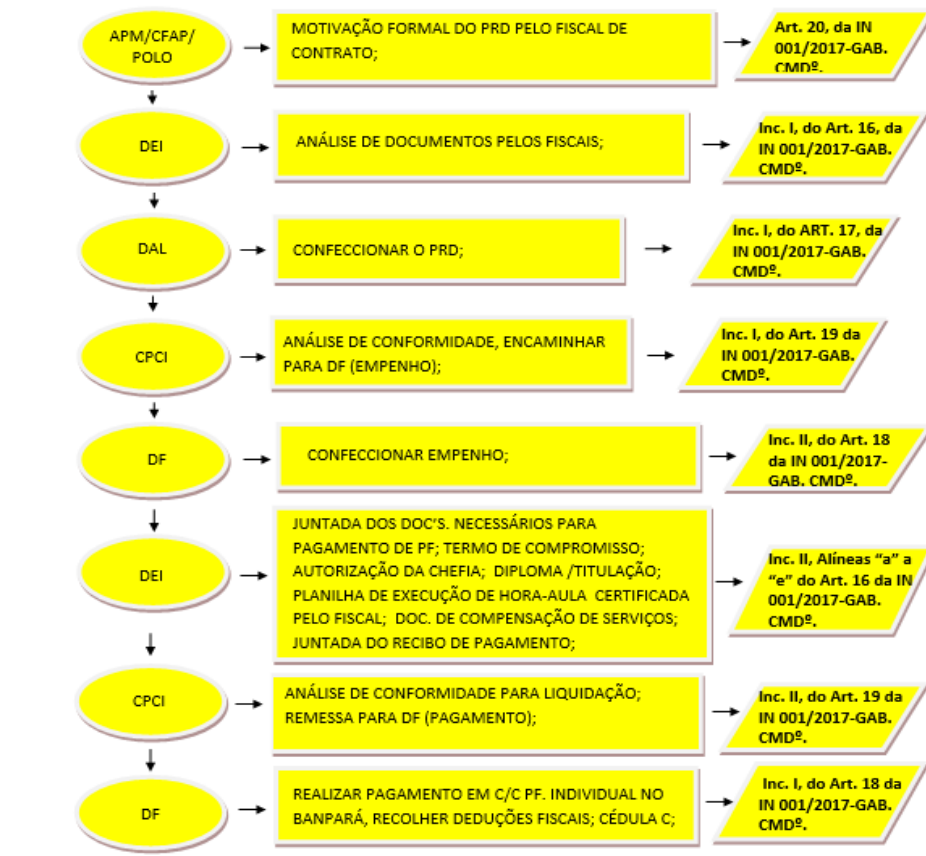 APM/CFAP/
POLO
MOTIVAÇÃO FORMAL DO PRD PELO FISCAL DE
CONTRATO;
Art. 20, da IN
001/2017-GAB.
CMDº.
DEI
ANÁLISE DE DOCUMENTOS PELOS FISCAIS;
Inc. I, do Art. 16, da
IN 001/2017-GAB.
CMDº.
DAL
CONFECCIONAR O PRD;
Inc. I, do ART. 17, da
IN 001/2017-GAB.
CMDº.
CPCI
ANÁLISE DE CONFORMIDADE, ENCAMINHAR
PARA DF (EMPENHO);
Inc. I, do Art. 19 da
IN 001/2017-GAB.
CMDº.
DF
CONFECCIONAR EMPENHO;
Inc. II, do Art. 18
da IN 001/2017-
GAB. CMDº.
DEI
JUNTADA DOS DOC'S. NECESSÁRIOS PARA
PAGAMENTO DE PF; TERMO DE COMPROMISSO;
AUTORIZAÇÃO DA CHEFIA; DIPLOMA /TITULAÇÃO;
PLANILHA DE EXECUÇÃO DE HORA-AULA CERTIFICADA
PELO FISCAL; DOC. DE COMPENSAÇÃO DE SERVIÇOS;
JUNTADA DO RECIBO DE PAGAMENTO;
Inc. II, Alíneas “a” a
“e” do Art. 16 da IN
001/2017-GAB.
CMDº.
CPCI
ANÁLISE DE CONFORMIDADE PARA LIQUIDAÇÃO;
REMESSA PARA DF (PAGAMENTO);
Inc. II, do Art. 19 da
IN 001/2017-GAB.
CMDº.
DF
REALIZAR PAGAMENTO EM C/C PF. INDIVIDUAL NO
BANPARÁ, RECOLHER DEDUÇÕES FISCAIS; CÉDULA C;
Inc. I, do Art. 18 da
IN 001/2017-GAB.
CMDº.